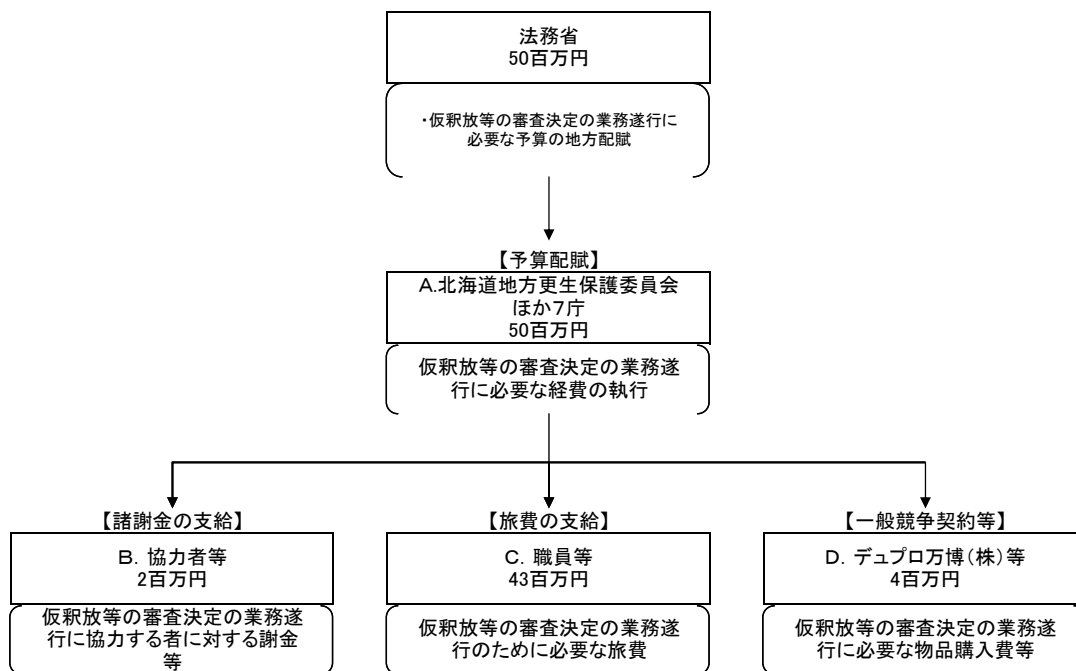 法務省
50百万円
・仮釈放等の審査決定の業務遂行に
必要な予算の地方配賦
【予算配賦】
A.北海道地方更生保護委員会
ほか7庁
50百万円
仮釈放等の審査決定の業務遂
行に必要な経費の執行
【諸謝金の支給】
B. 協力者等
2百万円
仮釈放等の審査決定の業務遂
行に協力する者に対する謝金
等
【旅費の支給】
C. 職員等
43百万円
仮釈放等の審査決定の業務遂
行のために必要な旅費
【一般競争契約等】
D. デュプロ万博(株)等
4百万円
仮釈放等の審査決定の業務遂
行に必要な物品購入費等